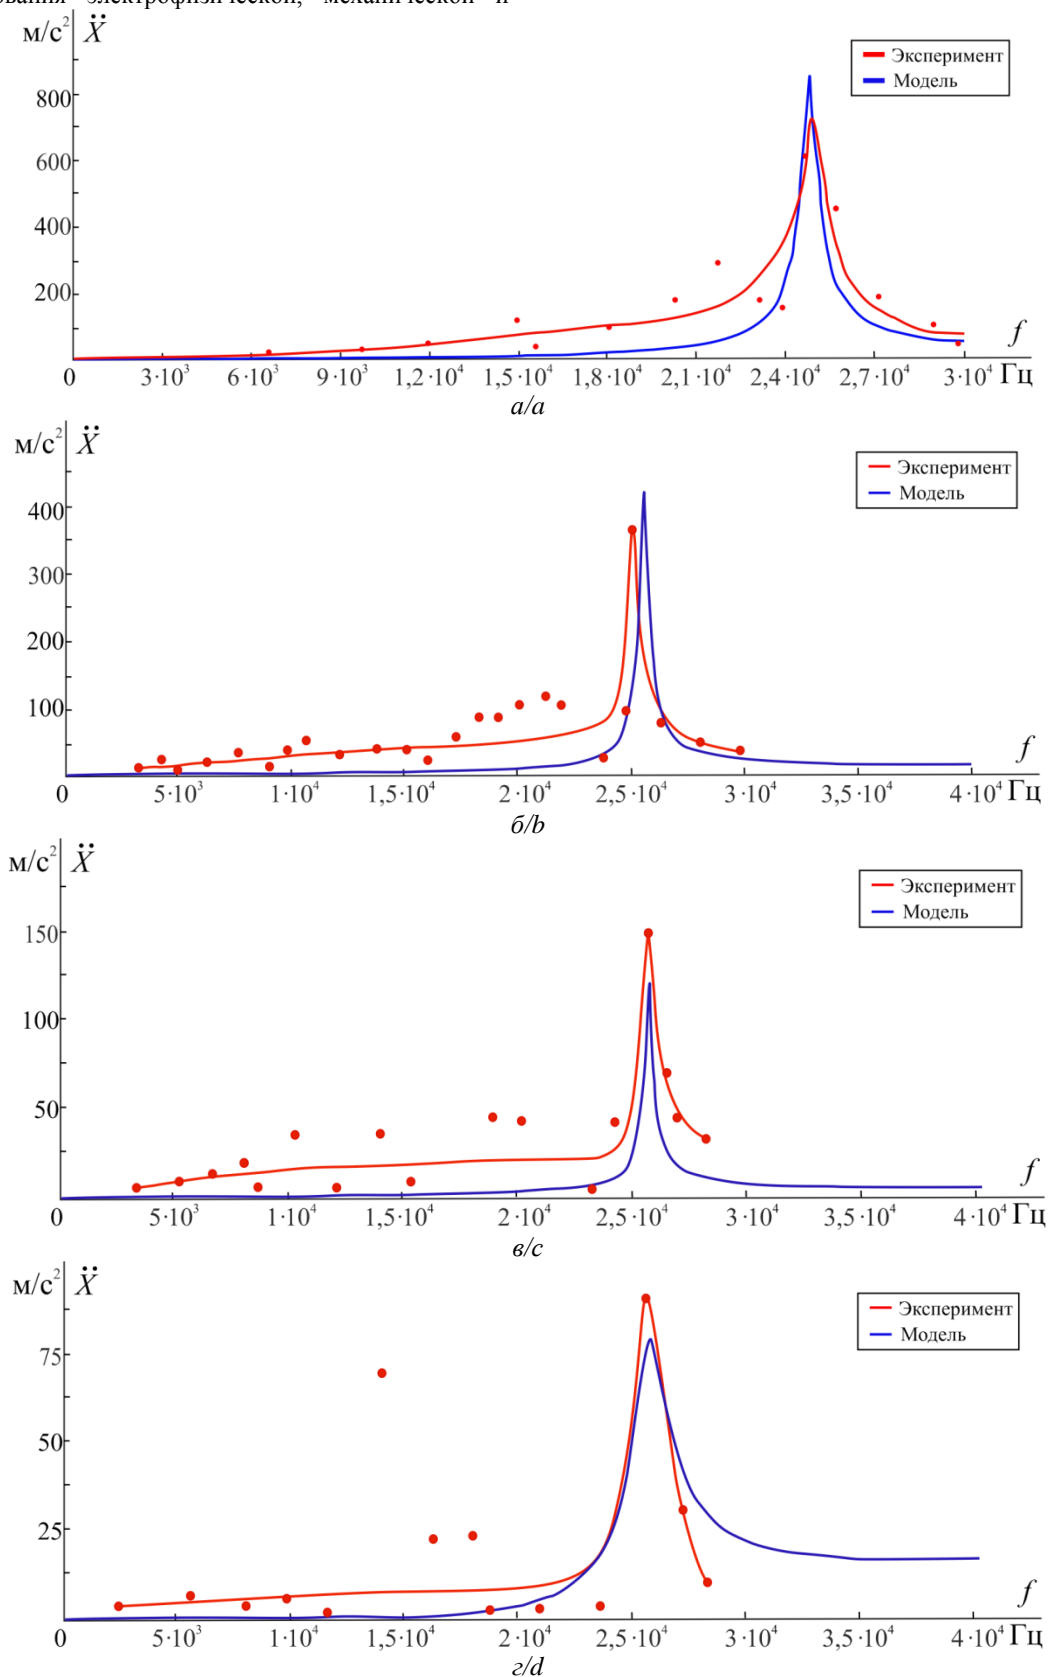 электрофизической, механической и
м/с² Ẍ
Эксперимент
Модель
800
600
400
200
f
0 3·10³ 6·10³ 9·10³ 1,2·10⁴ 1,5·10⁴ 1,8·10⁴ 2,1·10⁴ 2,4·10⁴ 2,7·10⁴ 3·10⁴ Гц
а/a
м/с² Ẍ
Эксперимент
Модель
400
300
200
100
f
0 5·10³ 1·10⁴ 1,5·10⁴ 2·10⁴ 2,5·10⁴ 3·10⁴ 3,5·10⁴ 4·10⁴ Гц
б/b
м/с² Ẍ
Эксперимент
Модель
150
100
50
f
0 5·10³ 1·10⁴ 1,5·10⁴ 2·10⁴ 2,5·10⁴ 3·10⁴ 3,5·10⁴ 4·10⁴ Гц
в/c
м/с² Ẍ
Эксперимент
Модель
75
50
25
f
0 5·10³ 1·10⁴ 1,5·10⁴ 2·10⁴ 2,5·10⁴ 3·10⁴ 3,5·10⁴ 4·10⁴ Гц
г/d